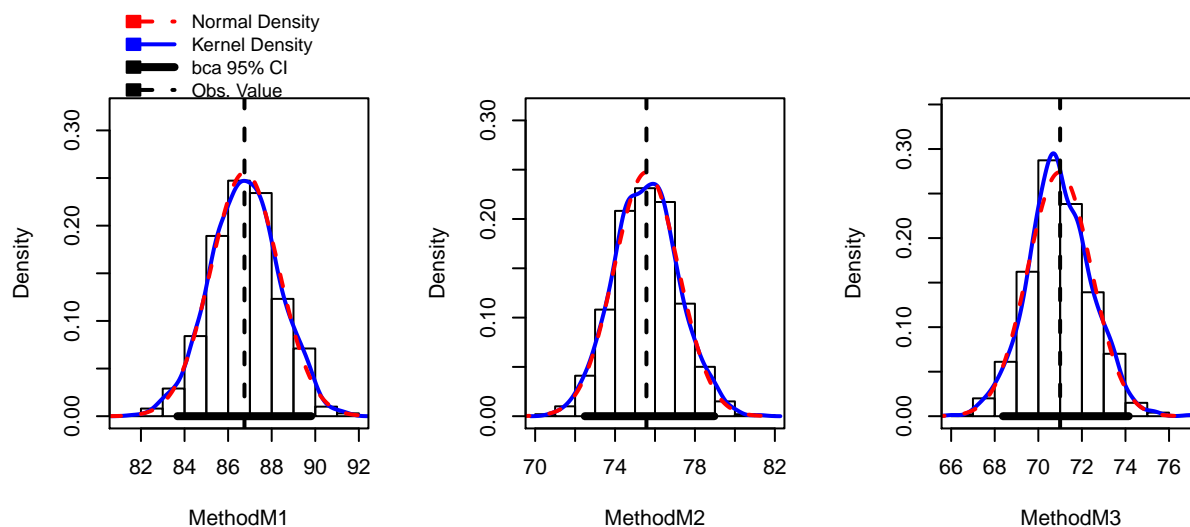 Normal Density
Kernel Density
bca 95% CI
Obs. Value
Density
0.00 0.10 0.20 0.30
82 84 86 88 90 92
MethodM1
Density
0.00 0.10 0.20 0.30
70 74 78 82
MethodM2
Density
0.00 0.10 0.20 0.30
66 68 70 72 74 76
MethodM3